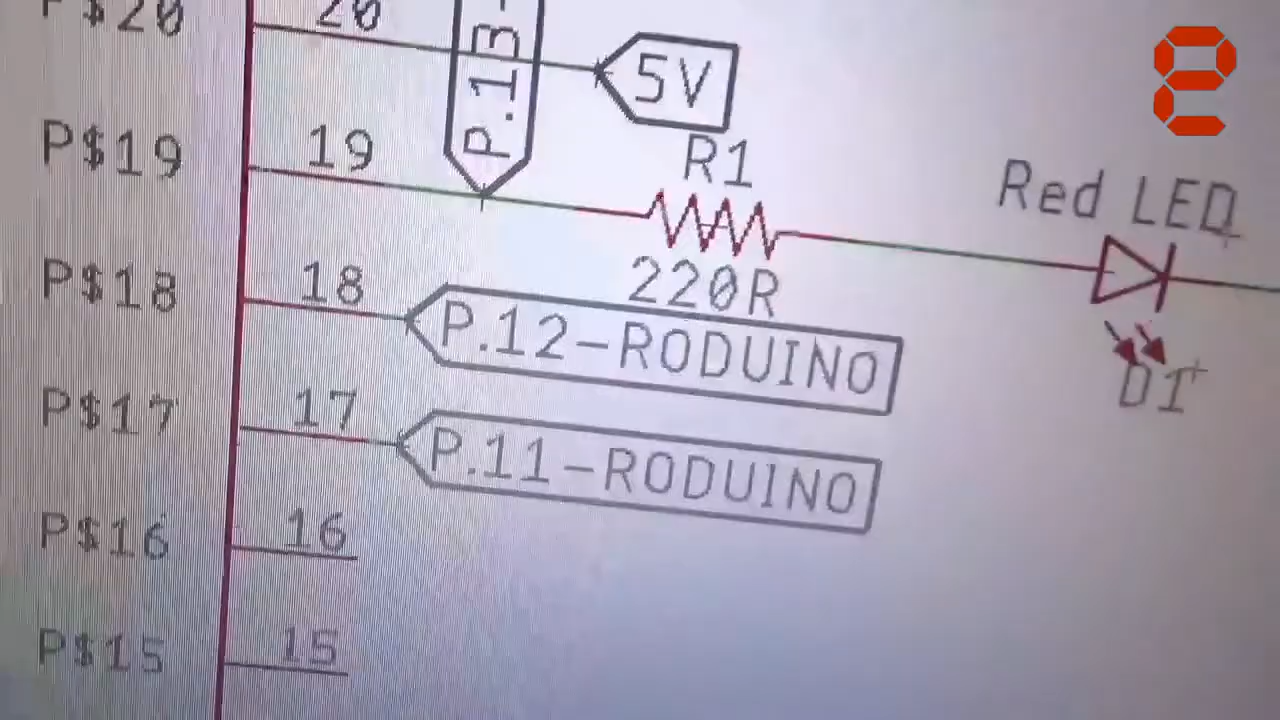 P$20 20
P.13-
5V
P$19 19
R1
Red LED
220R
P$18 18
P.12-RODUINO
D1
P$17 17
P.11-RODUINO
P$16 16
P$15 15